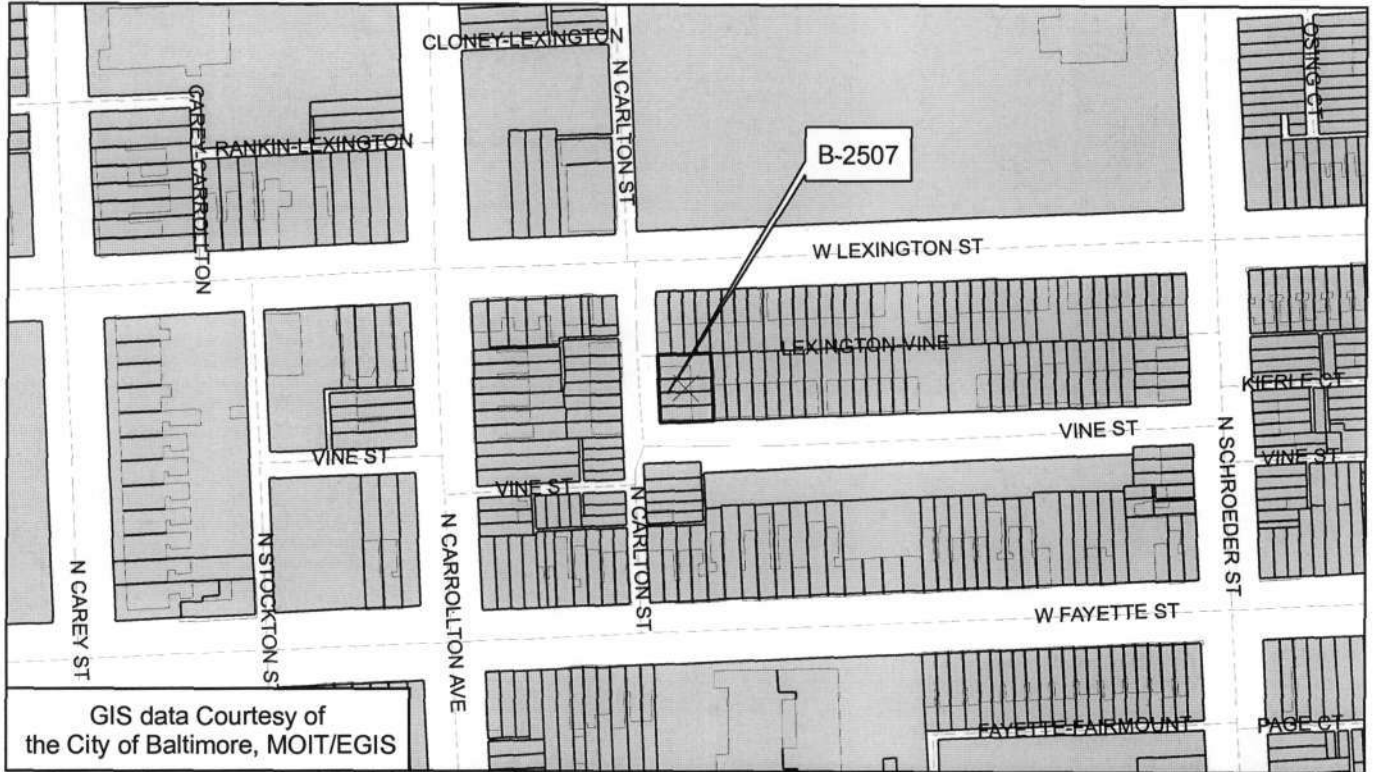 CLONEY-LEXINGTON
N CARLTON ST
OSING CT
CAREY-CARROLLTON
RANKIN-LEXINGTON
B-2507
W LEXINGTON ST
LEXINGTON-VINE
KIERLE CT
VINE ST
VINE ST
VINE ST
VINE ST
N CARLTON ST
N SCHROEDER ST
N STOCKTON S
N CARROLLTON AVE
N CAREY ST
W FAYETTE ST
GIS data Courtesy of
the City of Baltimore, MOIT/EGIS
FAYETTE-FAIRMOUNT
PAGE CT